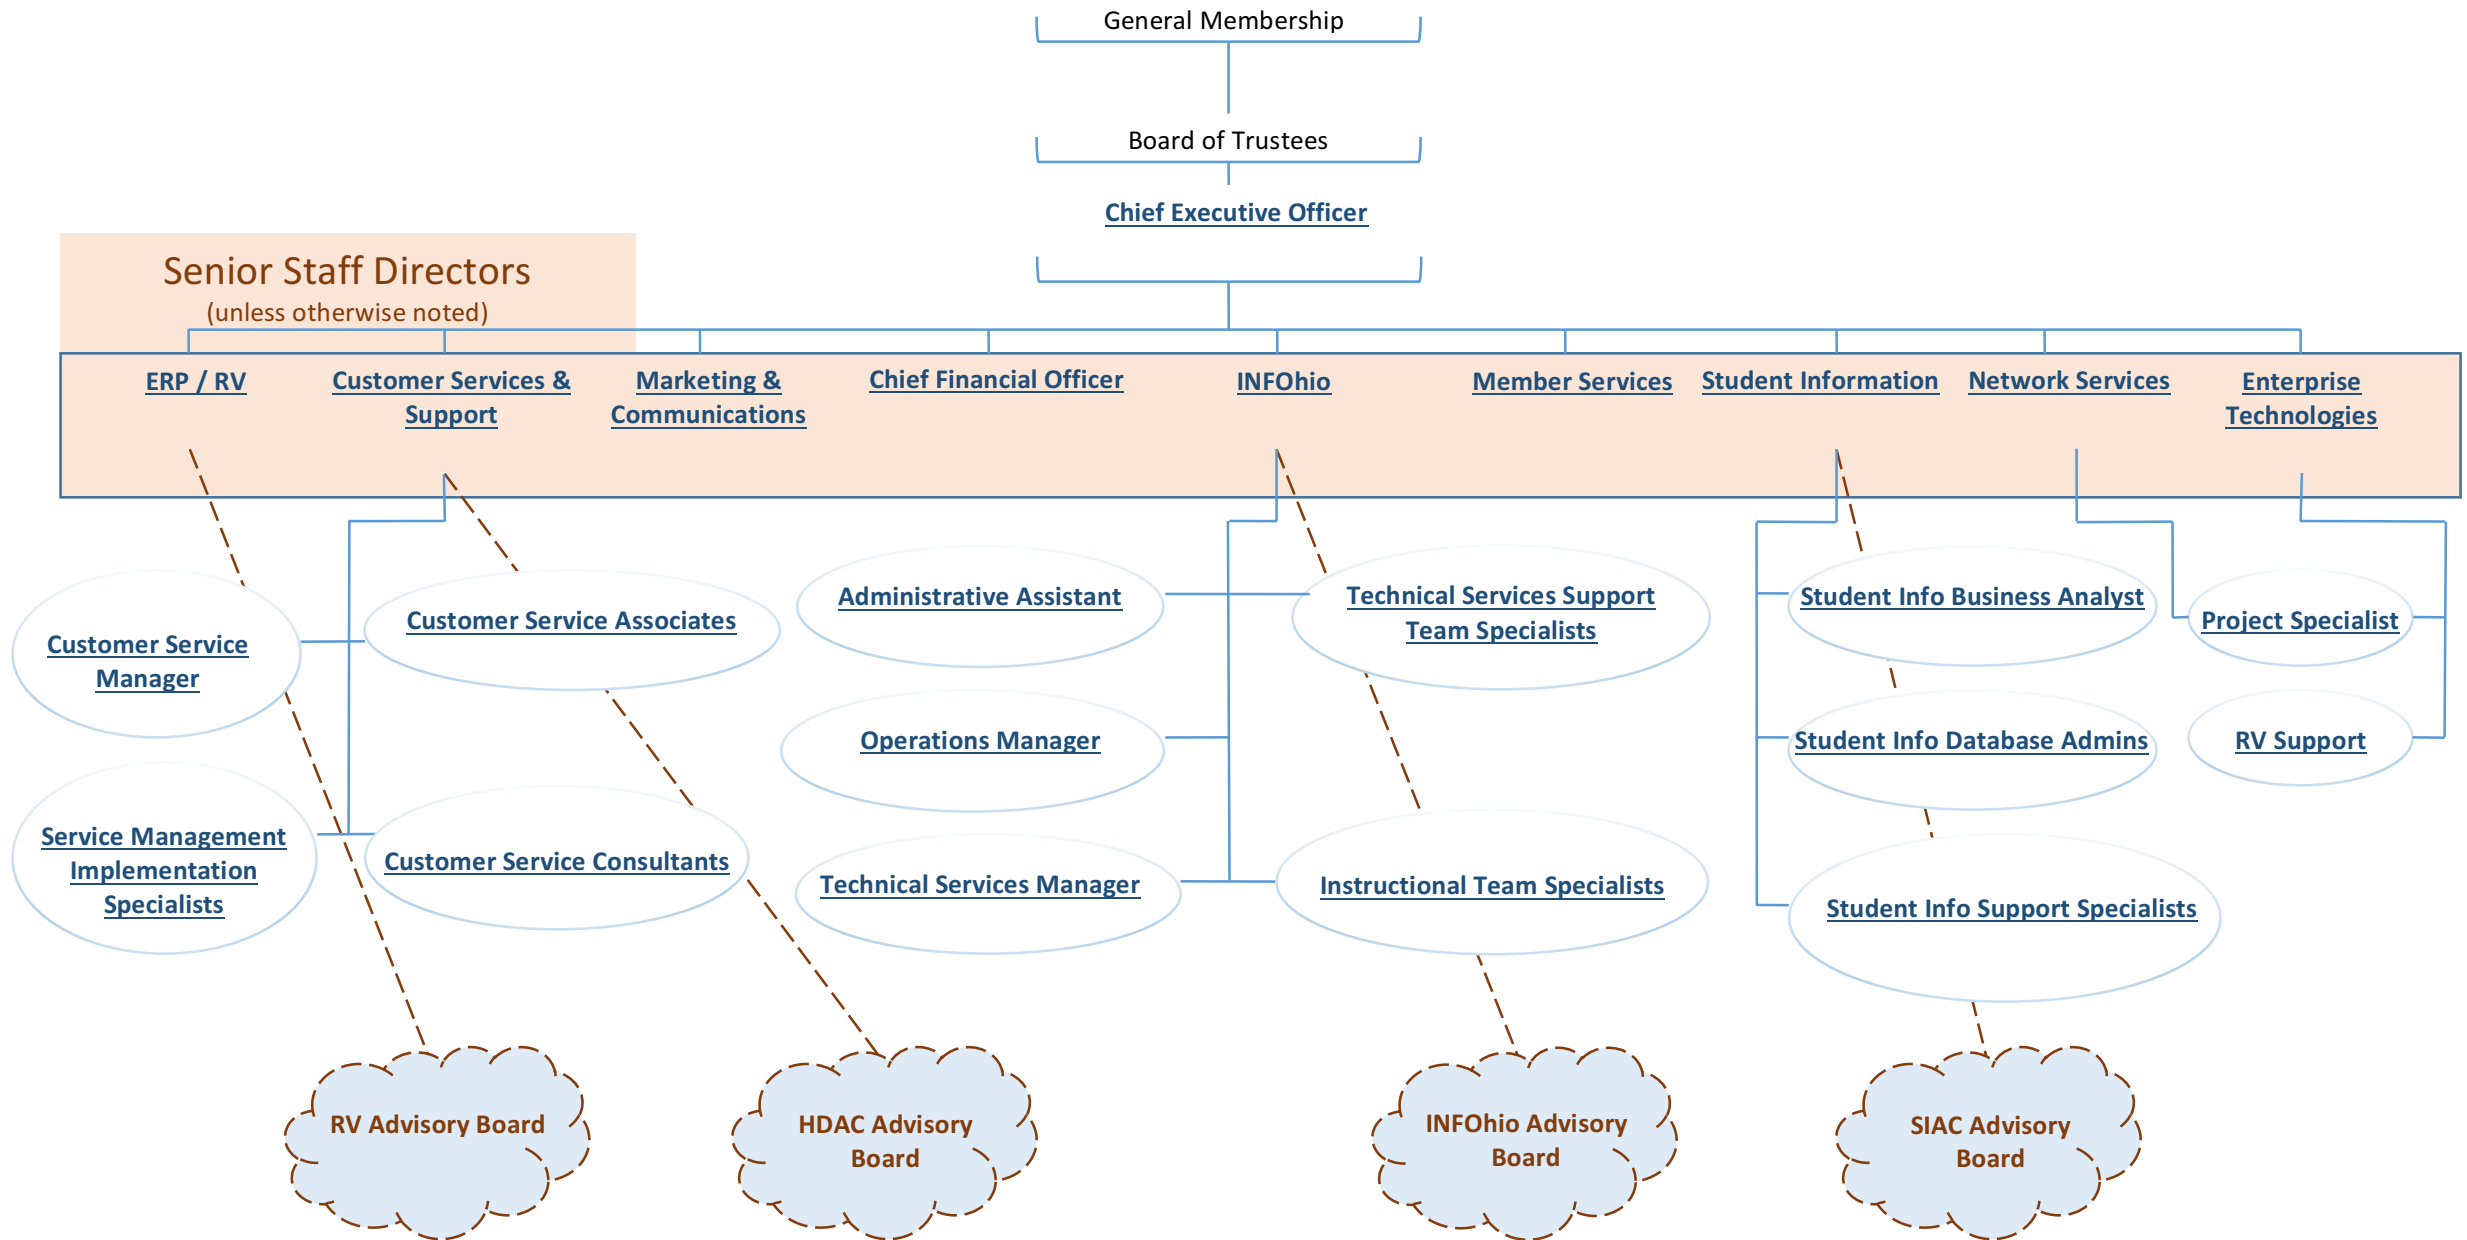 General Membership
Board of Trustees
Chief Executive Officer
Senior Staff Directors
(unless otherwise noted)
ERP / RV
Customer Services &
Support
Marketing &
Communications
Chief Financial Officer
INFOhio
Member Services
Student Information
Network Services
Enterprise
Technologies
Customer Service
Manager
Customer Service Associates
Administrative Assistant
Technical Services Support
Team Specialists
Student Info Business Analyst
Project Specialist
Operations Manager
Student Info Database Admins
RV Support
Service Management
Implementation
Specialists
Customer Service Consultants
Technical Services Manager
Instructional Team Specialists
Student Info Support Specialists
RV Advisory Board
HDAC Advisory
Board
INFOhio Advisory
Board
SIAC Advisory
Board